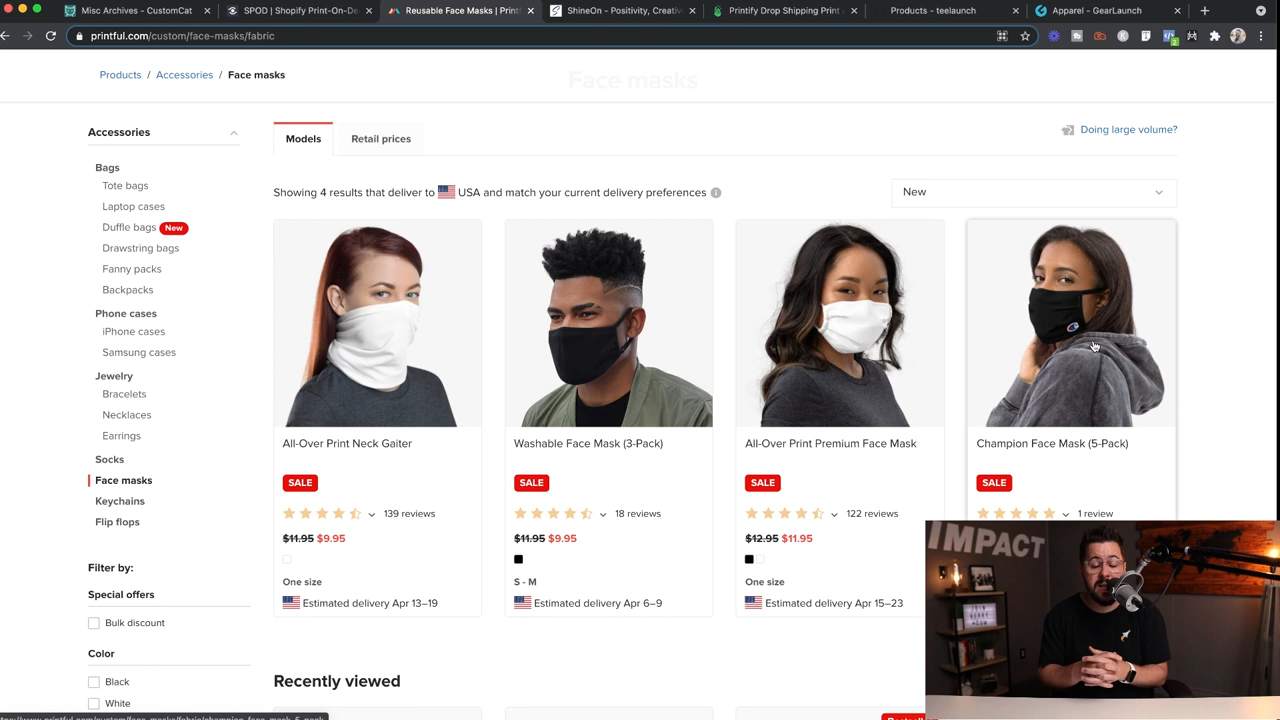 Misc Archives - CustomCat
SPOD | Shopify Print-On-De
Reusable Face Masks | Printf
ShineOn - Positivity, Creativ
Printify Drop Shipping Print
Products - teelaunch
Apparel - GearLaunch
printful.com/custom/face-masks/fabric
Products / Accessories / Face masks
Face masks
Accessories
Bags
Tote bags
Laptop cases
Duffle bags New
Drawstring bags
Fanny packs
Backpacks
Phone cases
iPhone cases
Samsung cases
Jewelry
Bracelets
Necklaces
Earrings
Socks
Face masks
Keychains
Flip flops
Filter by:
Special offers
Bulk discount
Color
Black
White
Models
Retail prices
Doing large volume?
Showing 4 results that deliver to USA and match your current delivery preferences
New
All-Over Print Neck Gaiter
SALE
139 reviews
$11.95 $9.95
One size
Estimated delivery Apr 13–19
Washable Face Mask (3-Pack)
SALE
18 reviews
$11.95 $9.95
S - M
Estimated delivery Apr 6–9
All-Over Print Premium Face Mask
SALE
122 reviews
$12.95 $11.95
One size
Estimated delivery Apr 15–23
Champion Face Mask (5-Pack)
SALE
1 review
IMPACT
Recently viewed